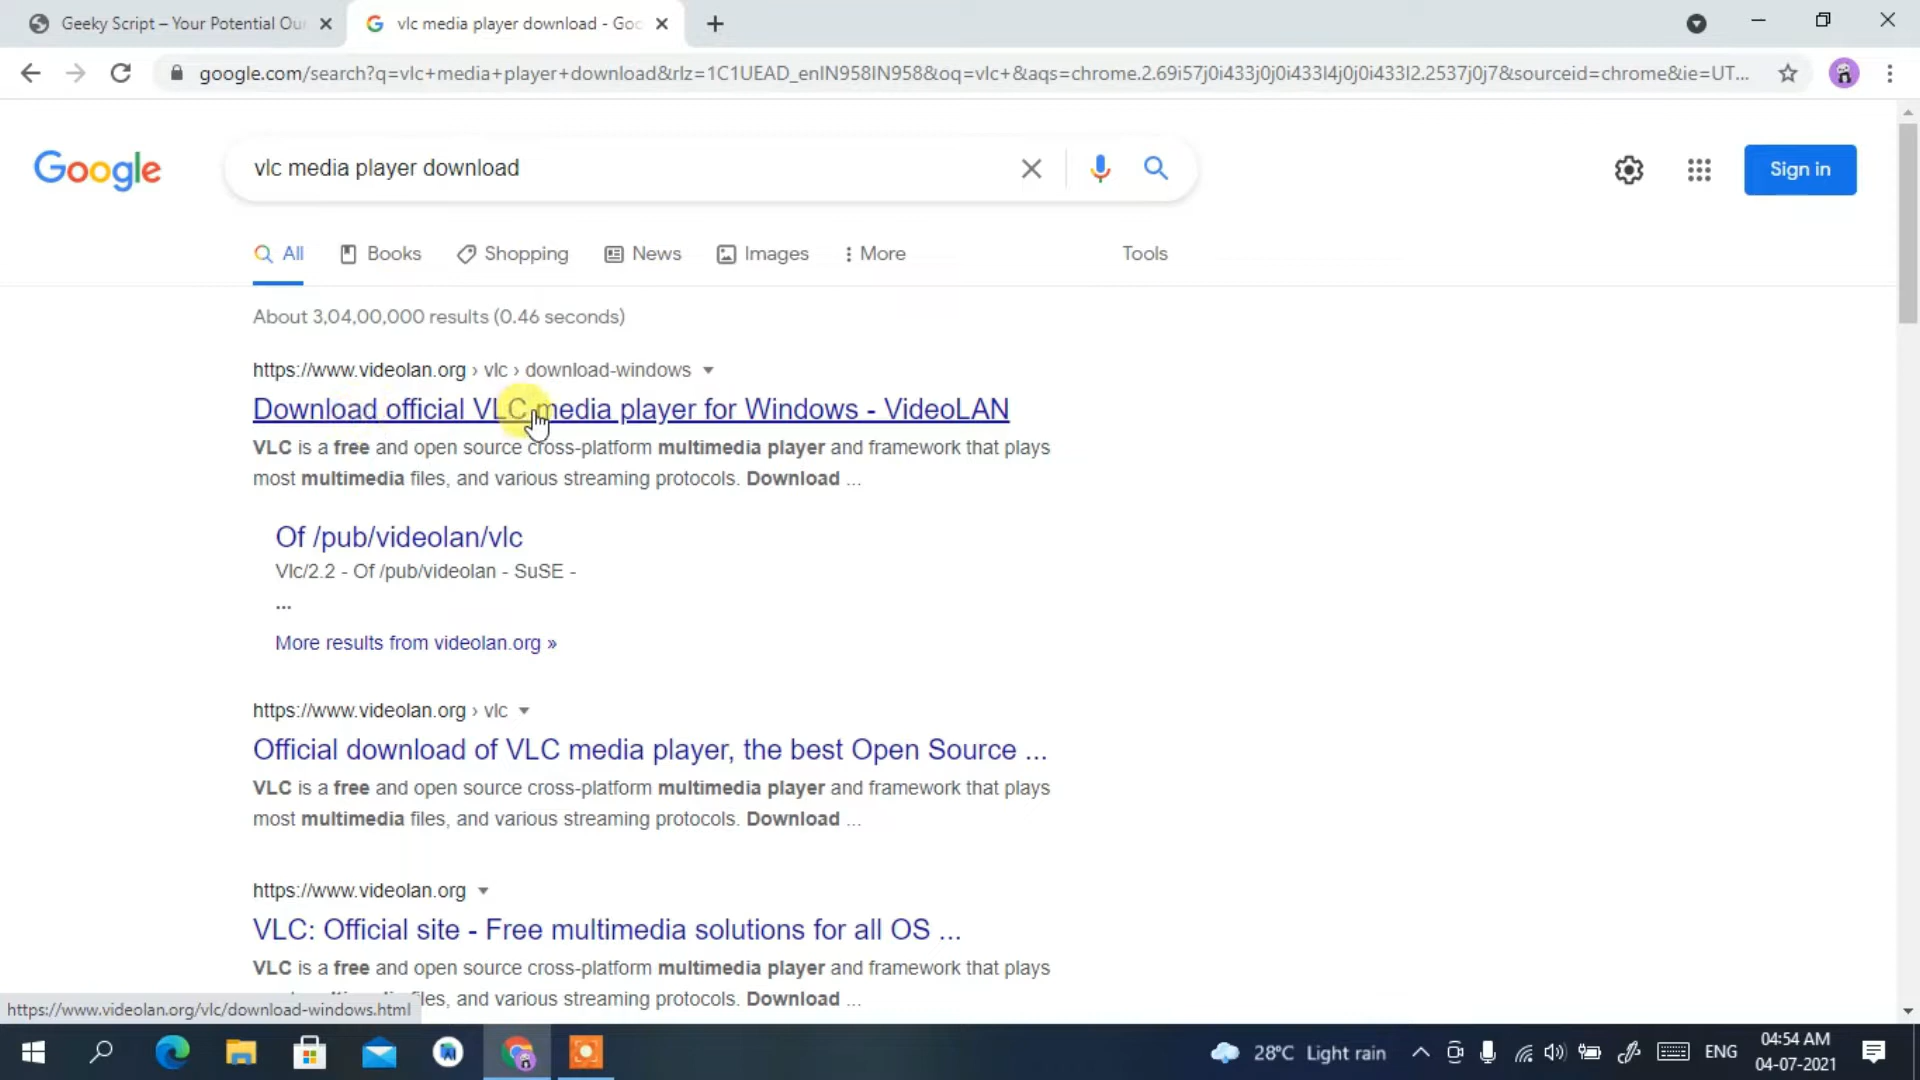 Geeky Script – Your Potential Ou
vlc media player download - Goo
google.com/search?q=vlc+media+player+download&rlz=1C1UEAD_enIN958IN958&oq=vlc+&aqs=chrome.2.69i57j0i433j0j0i433l4j0j0i433l2.2537j0j7&sourceid=chrome&ie=UT...
Google
vlc media player download
Sign in
All
Books
Shopping
News
Images
More
Tools
About 3,04,00,000 results (0.46 seconds)
https://www.videolan.org › vlc › download-windows
Download official VLC media player for Windows - VideoLAN
VLC is a free and open source cross-platform multimedia player and framework that plays
most multimedia files, and various streaming protocols. Download ...
Of /pub/videolan/vlc
Vlc/2.2 - Of /pub/videolan - SuSE -
...
More results from videolan.org »
https://www.videolan.org › vlc
Official download of VLC media player, the best Open Source ...
VLC is a free and open source cross-platform multimedia player and framework that plays
most multimedia files, and various streaming protocols. Download ...
https://www.videolan.org
VLC: Official site - Free multimedia solutions for all OS ...
VLC is a free and open source cross-platform multimedia player and framework that plays
files, and various streaming protocols. Download ...
https://www.videolan.org/vlc/download-windows.html
28°C Light rain
ENG
04:54 AM
04-07-2021